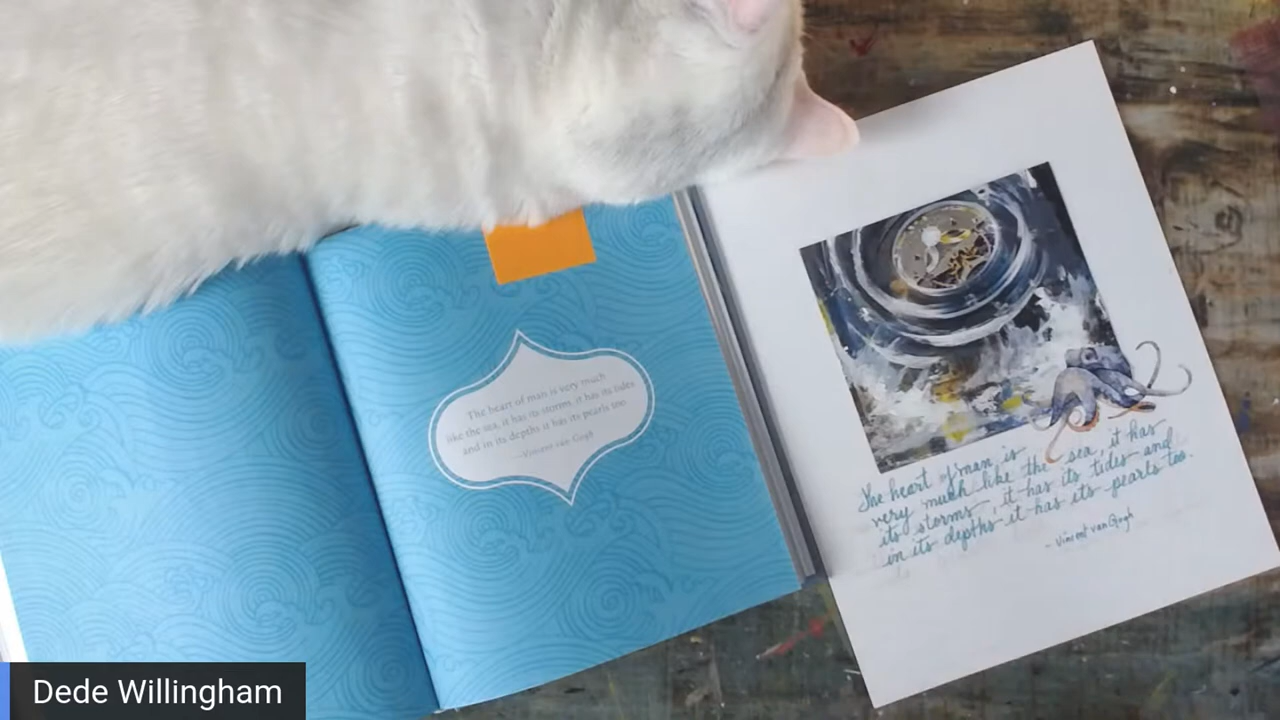 The heart of man is very much
like the sea, it has its storms, it has its tides
and in its depths it has its pearls too
—Vincent van Gogh
The heart of man is
very much like the sea, it has
its storms, it has its tides and
in its depths it has its pearls too.
- Vincent van Gogh
Dede Willingham